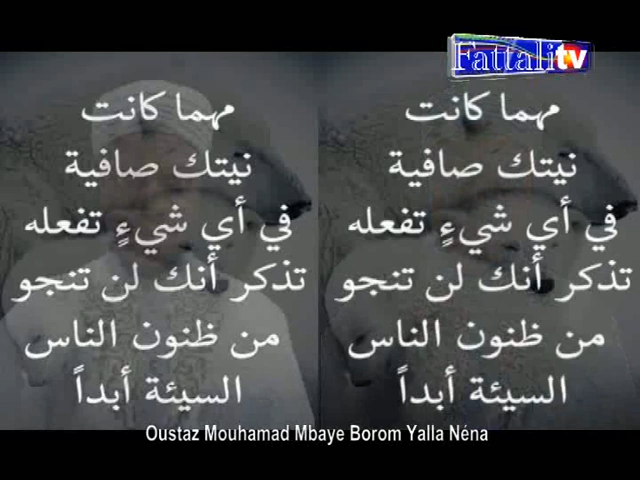 Fattali tv
مهما كانت
نيتك صافية
في أي شيءٍ تفعله
تذكر أنك لن تنجو
من ظنون الناس
السيئة أبداً
مهما كانت
نيتك صافية
في أي شيءٍ تفعله
تذكر أنك لن تنجو
من ظنون الناس
السيئة أبداً
Oustaz Mouhamad Mbaye Borom Yalla Néna